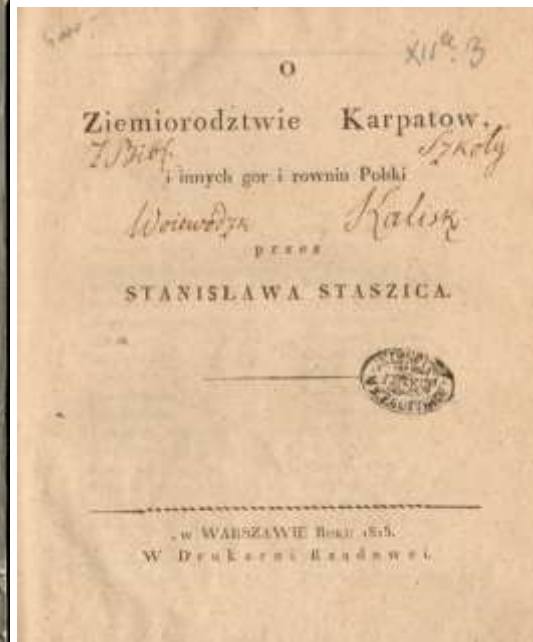 XII a. 3
O
Ziemiorodztwie Karpatow.
Z Bibl. Szkoły
i innych gor i rownin Polski
Woiewodzk Kalisk
przez
STANISŁAWA STASZICA.
w WARSZAWIE ROKU 1815.
W Drukarni Rządowei.